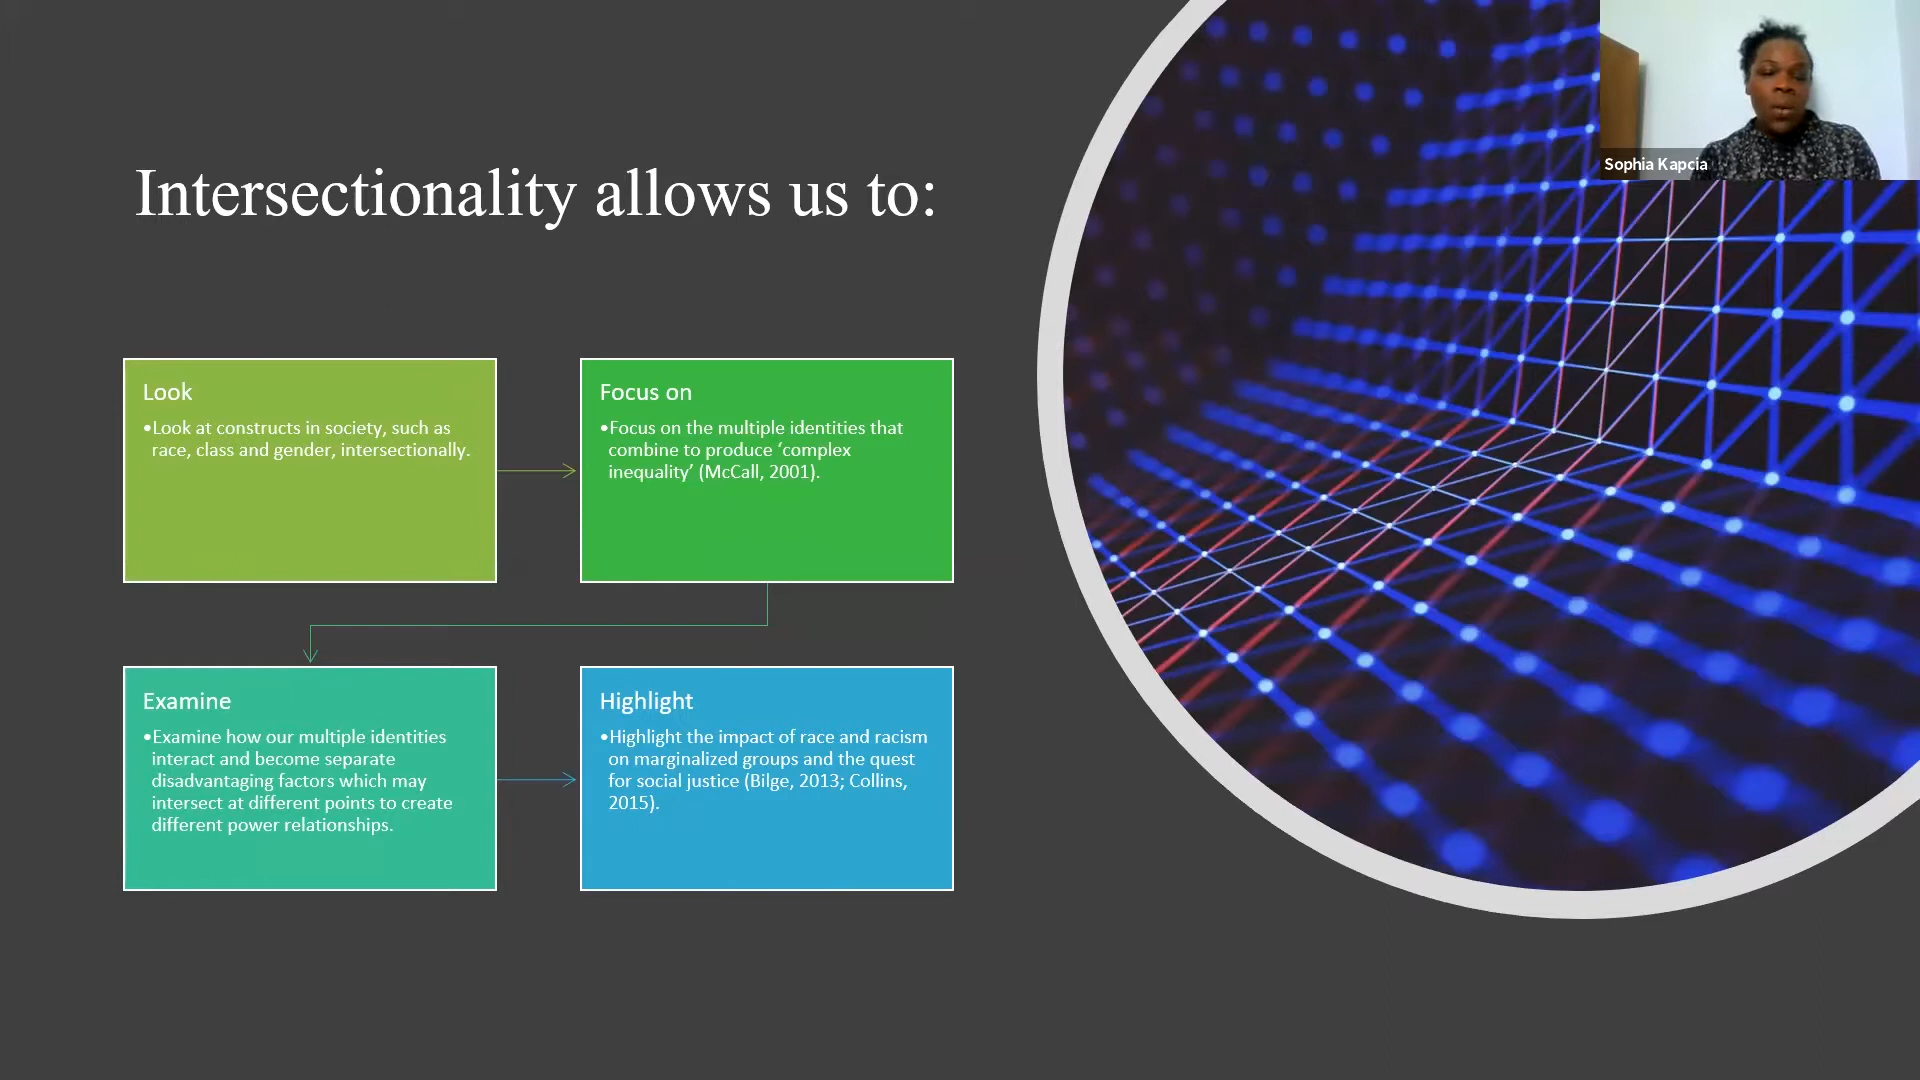 Intersectionality allows us to:
Sophia Kapcia
Look
•Look at constructs in society, such as
race, class and gender, intersectionally.
Focus on
•Focus on the multiple identities that
combine to produce ‘complex
inequality’ (McCall, 2001).
Examine
•Examine how our multiple identities
interact and become separate
disadvantaging factors which may
intersect at different points to create
different power relationships.
Highlight
•Highlight the impact of race and racism
on marginalized groups and the quest
for social justice (Bilge, 2013; Collins,
2015).